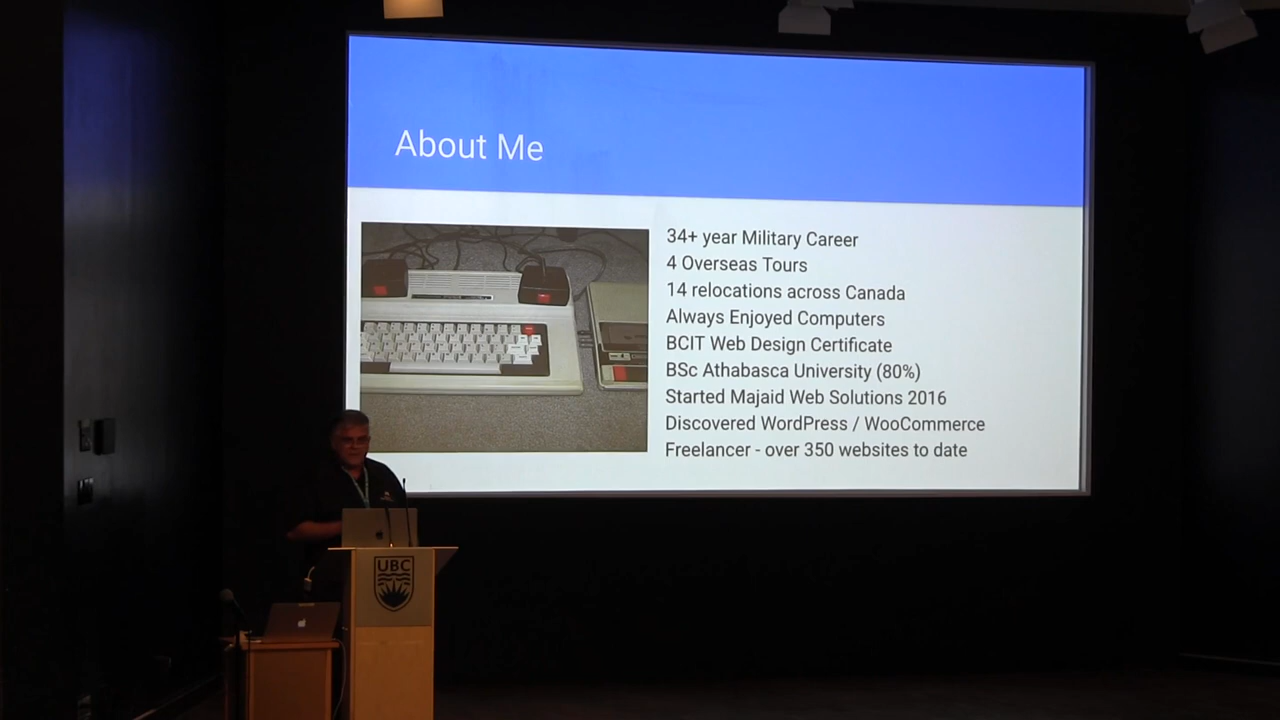 About Me
34+ year Military Career
4 Overseas Tours
14 relocations across Canada
Always Enjoyed Computers
BCIT Web Design Certificate
BSc Athabasca University (80%)
Started Majaid Web Solutions 2016
Discovered WordPress / WooCommerce
Freelancer - over 350 websites to date
UBC